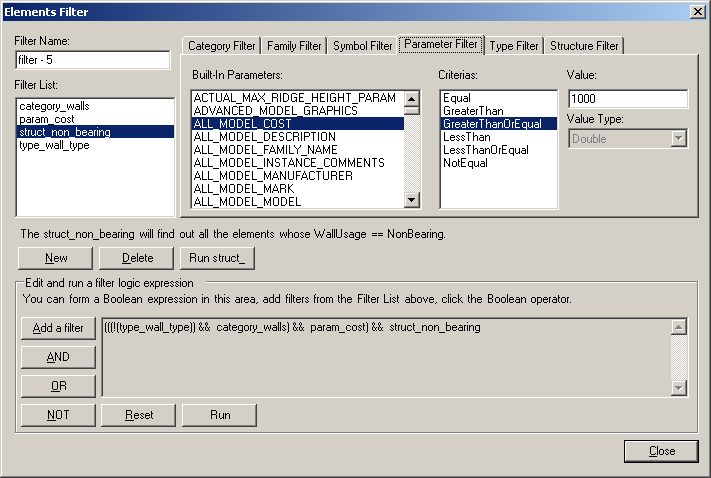 Elements Filter
Filter Name:
filter - 5
Filter List:
category_walls
param_cost
struct_non_bearing
type_wall_type
Category Filter Family Filter Symbol Filter Parameter Filter Type Filter Structure Filter
Built-In Parameters:
ACTUAL_MAX_RIDGE_HEIGHT_PARAM
ADVANCED_MODEL_GRAPHICS
ALL_MODEL_COST
ALL_MODEL_DESCRIPTION
ALL_MODEL_FAMILY_NAME
ALL_MODEL_INSTANCE_COMMENTS
ALL_MODEL_MANUFACTURER
ALL_MODEL_MARK
ALL_MODEL_MODEL
Criterias:
Equal
GreaterThan
GreaterThanOrEqual
LessThan
LessThanOrEqual
NotEqual
Value:
1000
Value Type:
Double
The struct_non_bearing will find out all the elements whose WallUsage == NonBearing.
New Delete Run struct_
Edit and run a filter logic expression
You can form a Boolean expression in this area, add filters from the Filter List above, click the Boolean operator.
Add a filter
(((!(type_wall_type)) && category_walls) && param_cost) && struct_non_bearing
AND
OR
NOT Reset Run
Close